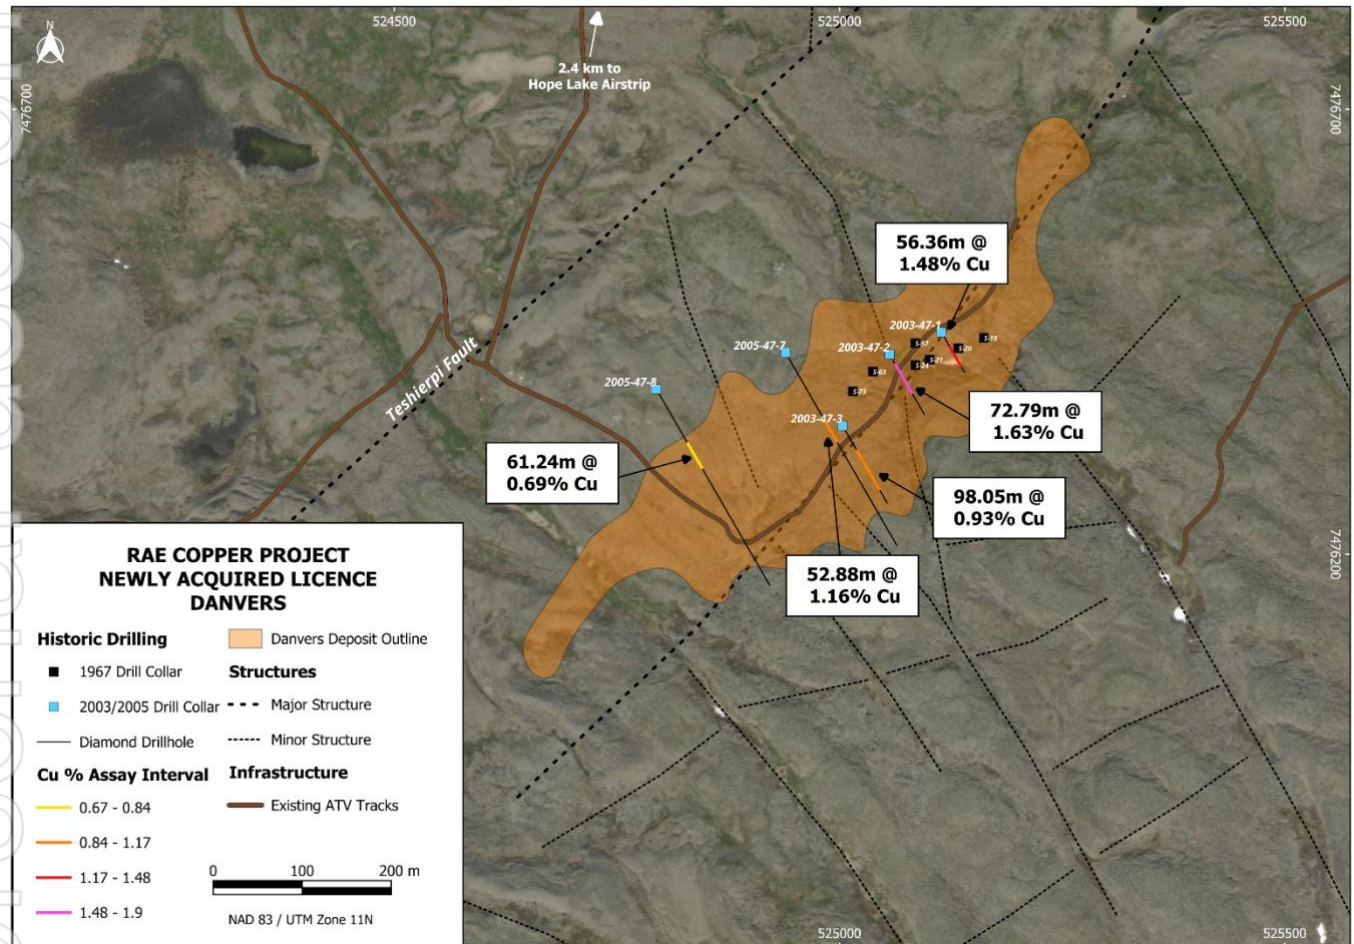 N
524500
525000
525500
2.4 km to
Hope Lake Airstrip
7476700
7476700
56.36m @
1.48% Cu
2003-47-1
S-18
S-57
S-20
2005-47-7
2003-47-2
S-21
Teshierpi Fault
S-63
2005-47-8
S-73
72.79m @
1.63% Cu
2003-47-3
61.24m @
0.69% Cu
98.05m @
0.93% Cu
7476200
52.88m @
1.16% Cu
RAE COPPER PROJECT
NEWLY ACQUIRED LICENCE
DANVERS
Historic Drilling
1967 Drill Collar
2003/2005 Drill Collar
Diamond Drillhole
Cu % Assay Interval
0.67 - 0.84
0.84 - 1.17
1.17 - 1.48
1.48 - 1.9
Danvers Deposit Outline
Structures
Major Structure
Minor Structure
Infrastructure
Existing ATV Tracks
0 100 200 m
NAD 83 / UTM Zone 11N
525000
525500